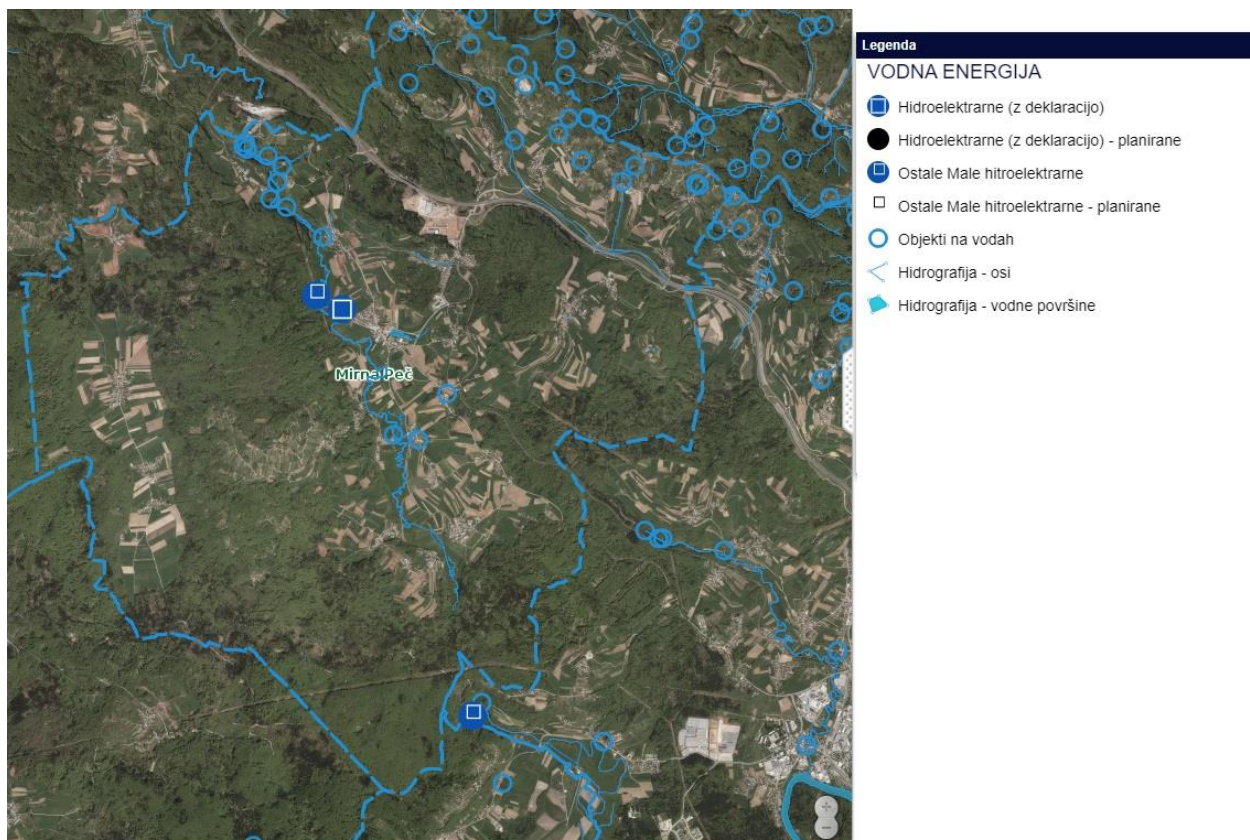 Mirna Peč
Legenda
VODNA ENERGIJA
Hidroelektrarne (z deklaracijo)
Hidroelektrarne (z deklaracijo) - planirane
Ostale Male hitroelektrarne
Ostale Male hitroelektrarne - planirane
Objekti na vodah
Hidrografija - osi
Hidrografija - vodne površine